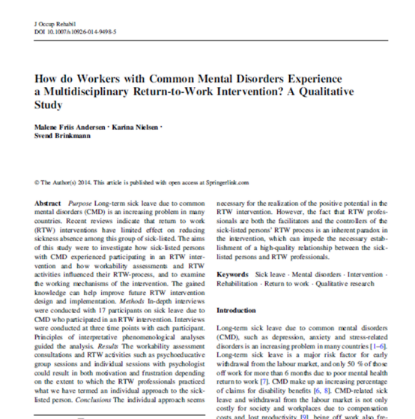 J Occup Rehabil
DOI 10.1007/s10926-014-9498-5
How do Workers with Common Mental Disorders Experience
a Multidisciplinary Return-to-Work Intervention? A Qualitative
Study
Malene Friis Andersen · Karina Nielsen ·
Svend Brinkmann
© The Author(s) 2014. This article is published with open access at Springerlink.com
Abstract Purpose Long-term sick leave due to common
mental disorders (CMD) is an increasing problem in many
countries. Recent reviews indicate that return to work
(RTW) interventions have limited effect on reducing
sickness absence among this group of sick-listed. The aims
of this study were to investigate how sick-listed persons
with CMD experienced participating in an RTW inter-
vention and how workability assessments and RTW
activities influenced their RTW-process, and to examine
the working mechanisms of the intervention. The gained
knowledge can help improve future RTW intervention
design and implementation. Methods In-depth interviews
were conducted with 17 participants on sick leave due to
CMD who participated in an RTW intervention. Interviews
were conducted at three time points with each participant.
Principles of interpretative phenomenological analyses
guided the analysis. Results The workability assessment
consultations and RTW activities such as psychoeducative
group sessions and individual sessions with psychologist
could result in both motivation and frustration depending
on the extent to which the RTW professionals practiced
what we have termed an individual approach to the sick-
listed person. Conclusions The individual approach seems
necessary for the realization of the positive potential in the
RTW intervention. However, the fact that RTW profes-
sionals are both the facilitators and the controllers of the
sick-listed persons' RTW process is an inherent paradox in
the intervention, which can impede the necessary estab-
lishment of a high-quality relationship between the sick-
listed persons and RTW professionals.
Keywords Sick leave · Mental disorders · Intervention ·
Rehabilitation · Return to work · Qualitative research
Introduction
Long-term sick leave due to common mental disorders
(CMD), such as depression, anxiety and stress-related
disorders is an increasing problem in many countries [1–6].
Long-term sick leave is a major risk factor for early
withdrawal from the labour market, and only 50 % of those
off work for more than 6 months due to poor mental health
return to work [7]. CMD make up an increasing percentage
of claims for disability benefits [6, 8]. CMD-related sick
leave and withdrawal from the labour market is not only
costly for society and workplaces due to compensation
costs and lost productivity [9], being off work also fre-